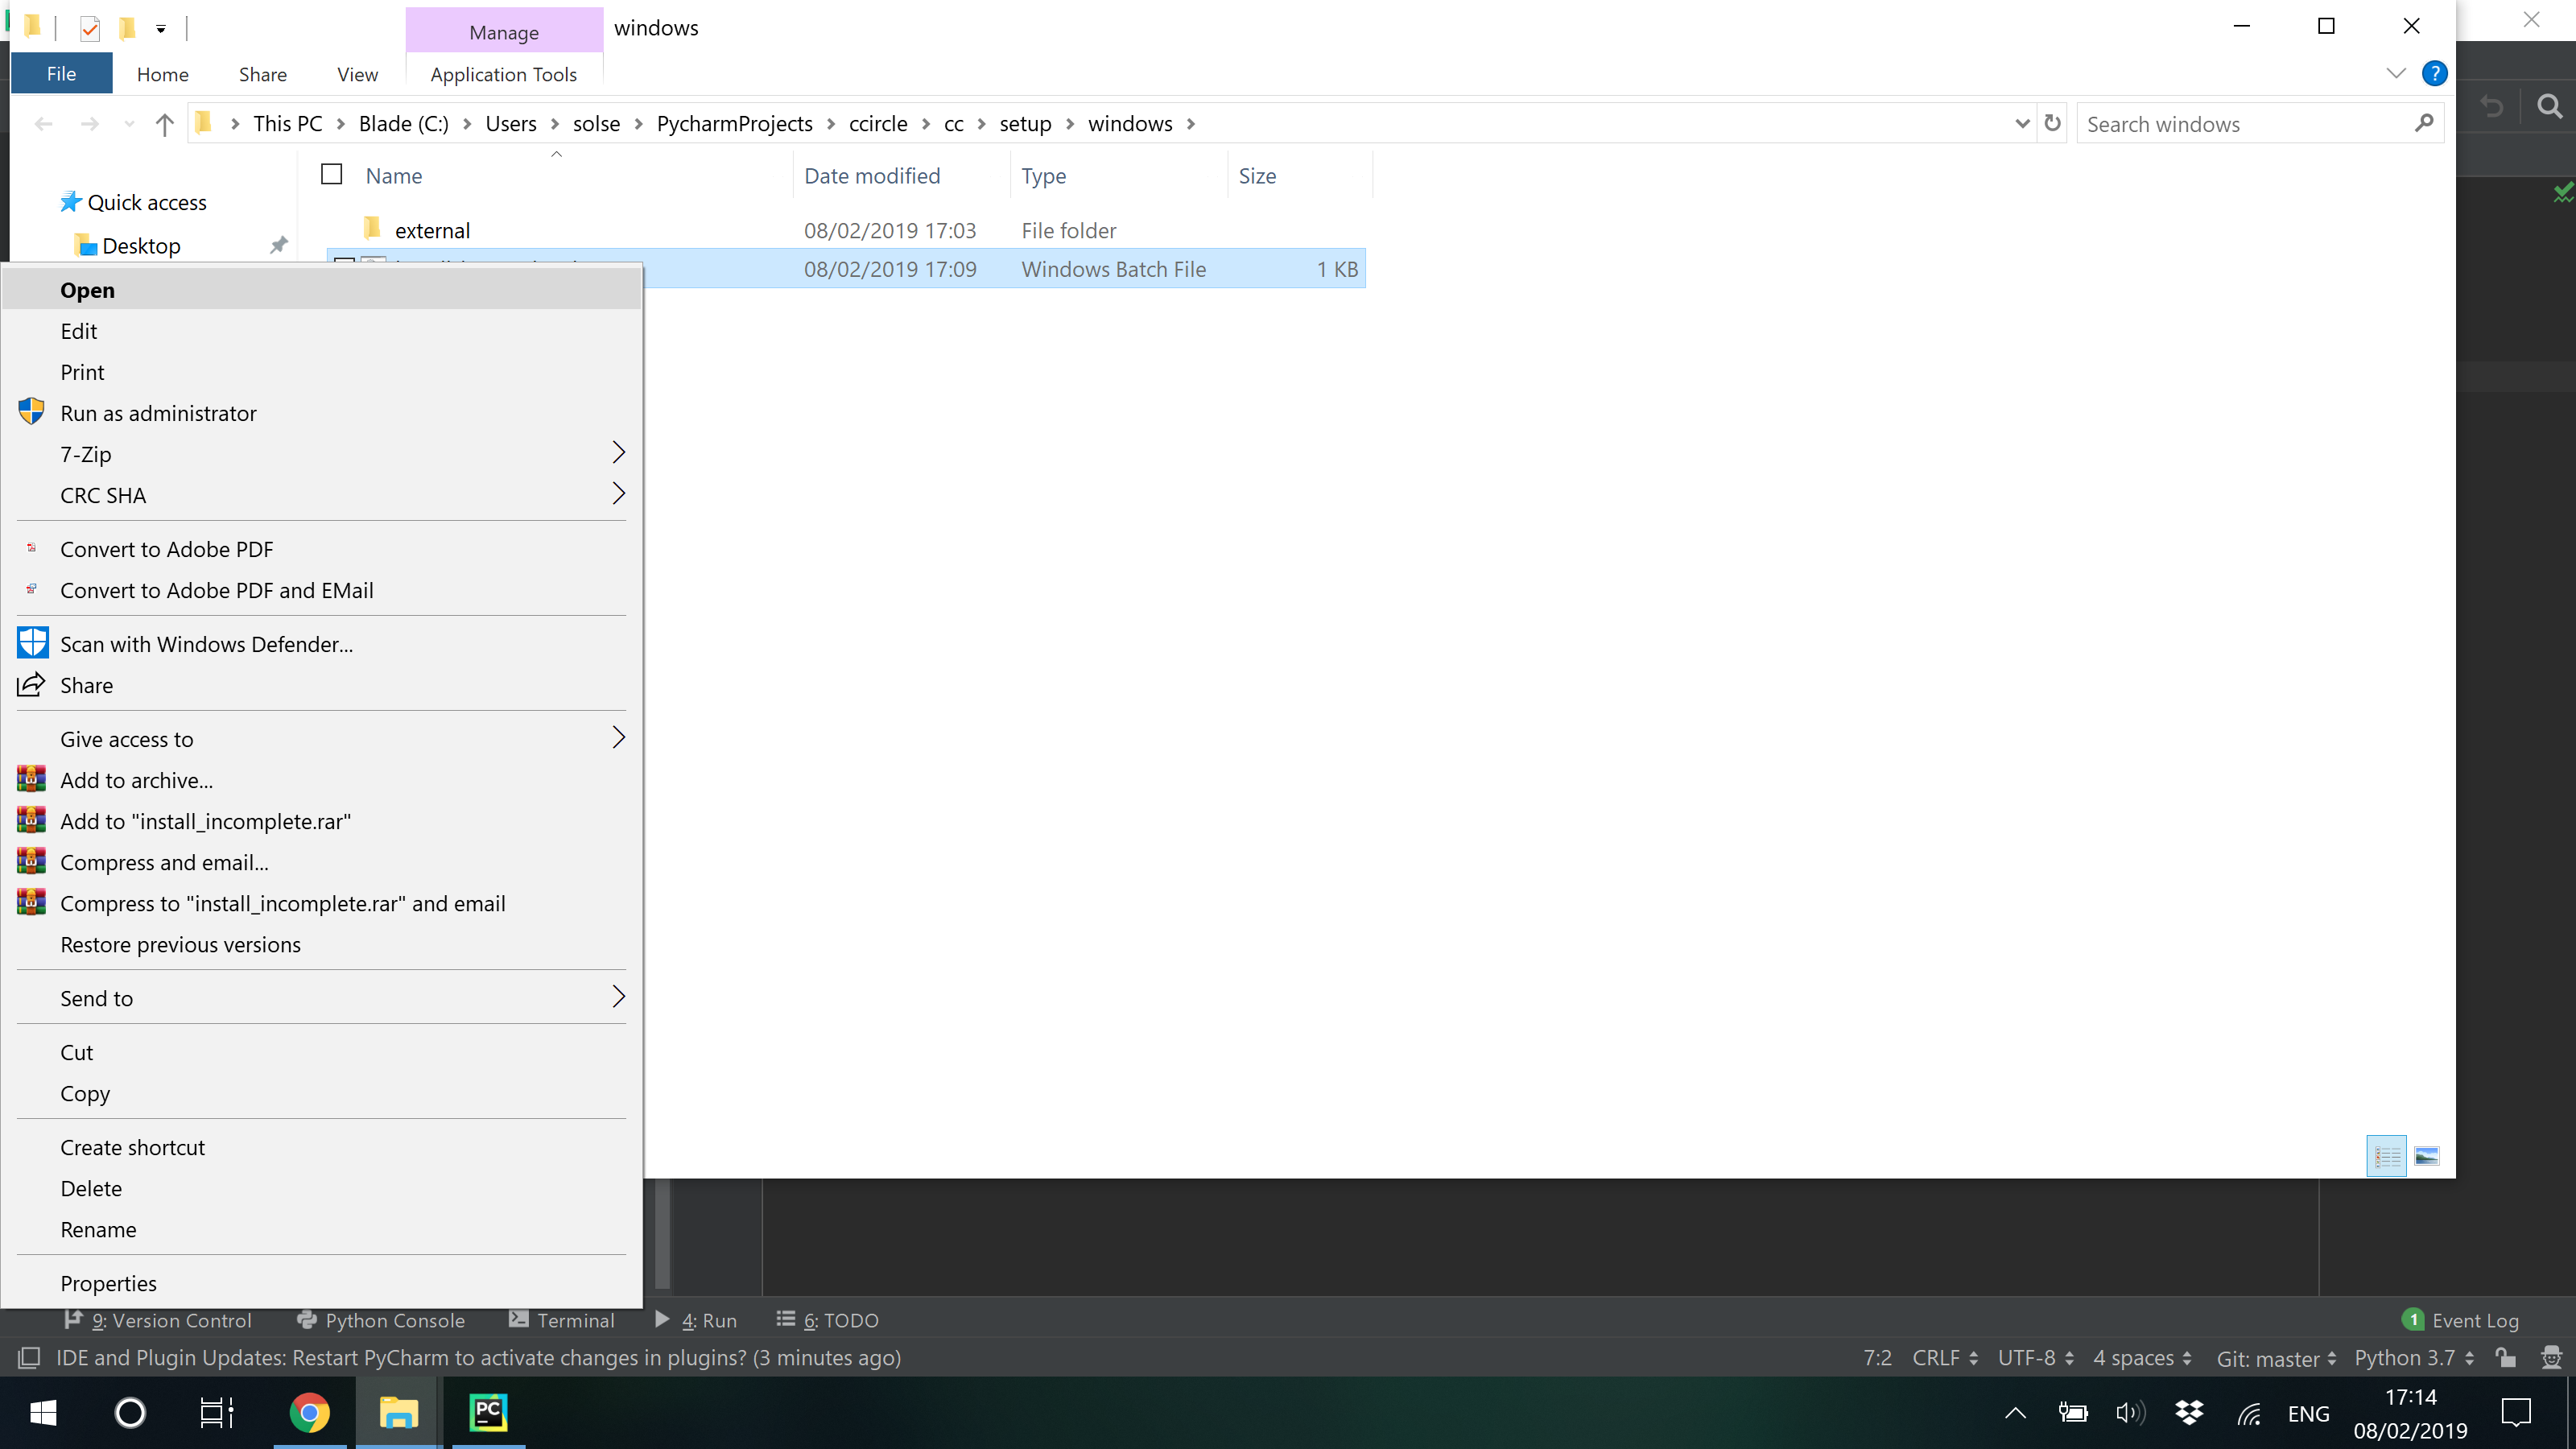 Manage
windows
File
Home
Share
View
Application Tools
This PC
Blade (C:)
Users
solse
PycharmProjects
ccircle
cc
setup
windows
Search windows
Name
Date modified
Type
Size
Quick access
Desktop
external
08/02/2019 17:03
File folder
08/02/2019 17:09
Windows Batch File
1 KB
Open
Edit
Print
Run as administrator
7-Zip
CRC SHA
Convert to Adobe PDF
Convert to Adobe PDF and EMail
Scan with Windows Defender...
Share
Give access to
Add to archive...
Add to "install_incomplete.rar"
Compress and email...
Compress to "install_incomplete.rar" and email
Restore previous versions
Send to
Cut
Copy
Create shortcut
Delete
Rename
Properties
9: Version Control
Python Console
Terminal
4: Run
6: TODO
1
Event Log
IDE and Plugin Updates: Restart PyCharm to activate changes in plugins? (3 minutes ago)
7:2
CRLF
UTF-8
4 spaces
Git: master
Python 3.7
PC
ENG
17:14
08/02/2019